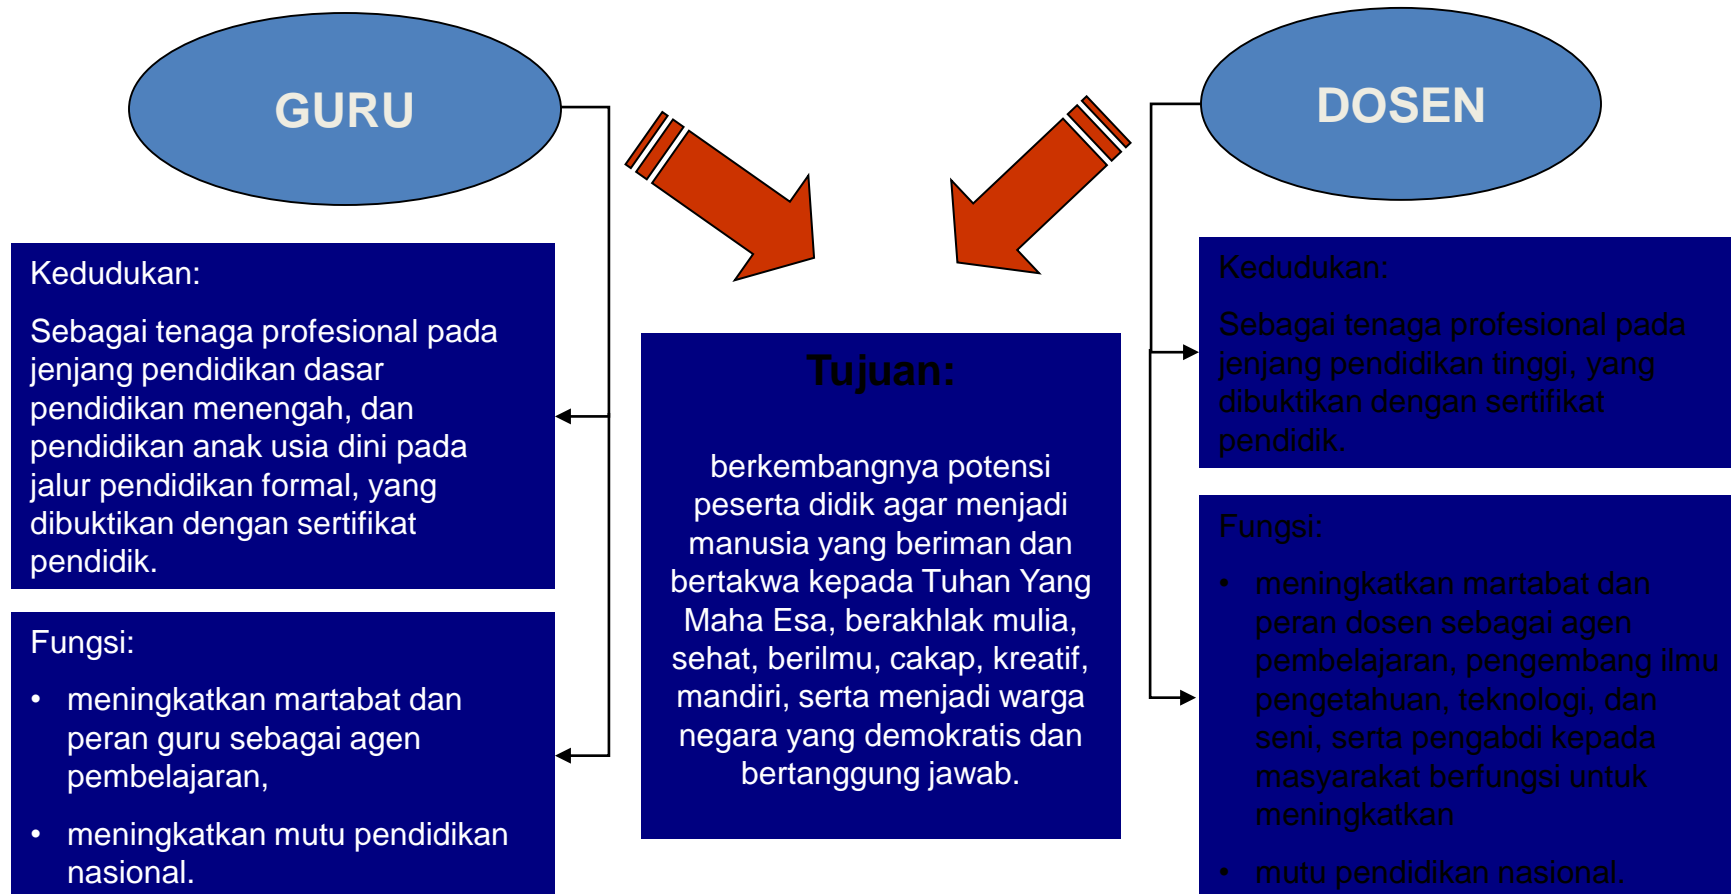 GURU
DOSEN
Kedudukan:
Sebagai tenaga profesional pada
jenjang pendidikan dasar
pendidikan menengah, dan
pendidikan anak usia dini pada
jalur pendidikan formal, yang
dibuktikan dengan sertifikat
pendidik.
Fungsi:
• meningkatkan martabat dan
peran guru sebagai agen
pembelajaran,
• meningkatkan mutu pendidikan
nasional.
Tujuan:
berkembangnya potensi
peserta didik agar menjadi
manusia yang beriman dan
bertakwa kepada Tuhan Yang
Maha Esa, berakhlak mulia,
sehat, berilmu, cakap, kreatif,
mandiri, serta menjadi warga
negara yang demokratis dan
bertanggung jawab.
Kedudukan:
Sebagai tenaga profesional pada
jenjang pendidikan tinggi, yang
dibuktikan dengan sertifikat
pendidik.
Fungsi:
• meningkatkan martabat dan
peran dosen sebagai agen
pembelajaran, pengembang ilmu
pengetahuan, teknologi, dan
seni, serta pengabdi kepada
masyarakat berfungsi untuk
meningkatkan
• mutu pendidikan nasional.